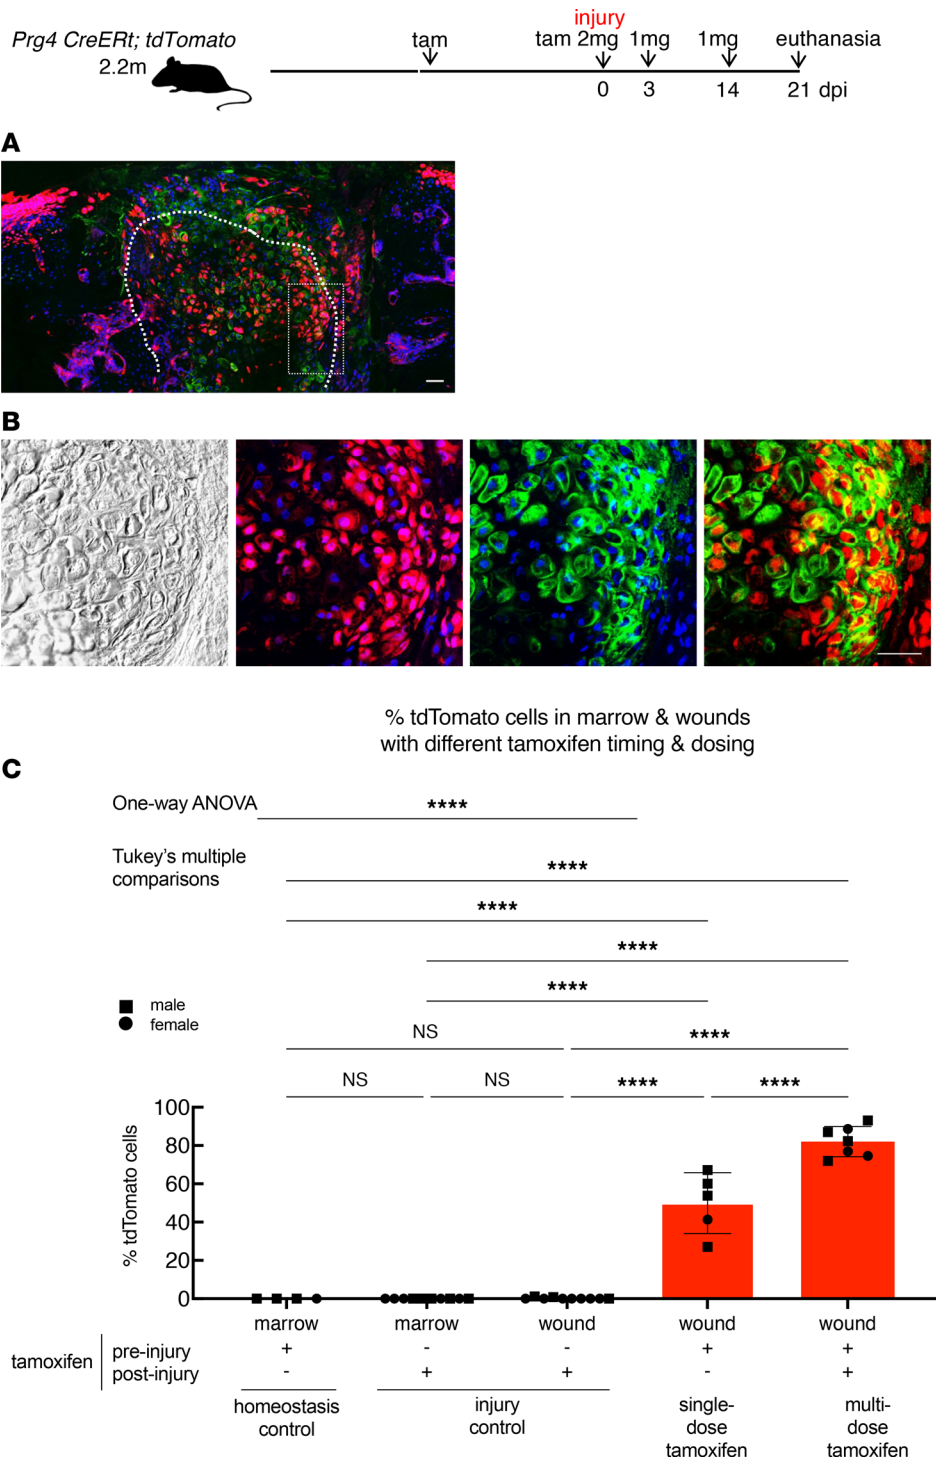 injury
Prg4 CreERt; tdTomato
tam
tam 2mg 1mg 1mg euthanasia
2.2m
0 3 14 21 dpi
A
B
% tdTomato cells in marrow & wounds
with different tamoxifen timing & dosing
C
One-way ANOVA ****
Tukey's multiple
comparisons
****
****
****
****
male
female
NS ****
NS NS **** ****
% tdTomato cells
100
80
60
40
20
0
marrow marrow wound wound wound
tamoxifen
pre-injury + - - + +
post-injury - + + - +
homeostasis
control
injury
control
single-
dose
tamoxifen
multi-
dose
tamoxifen